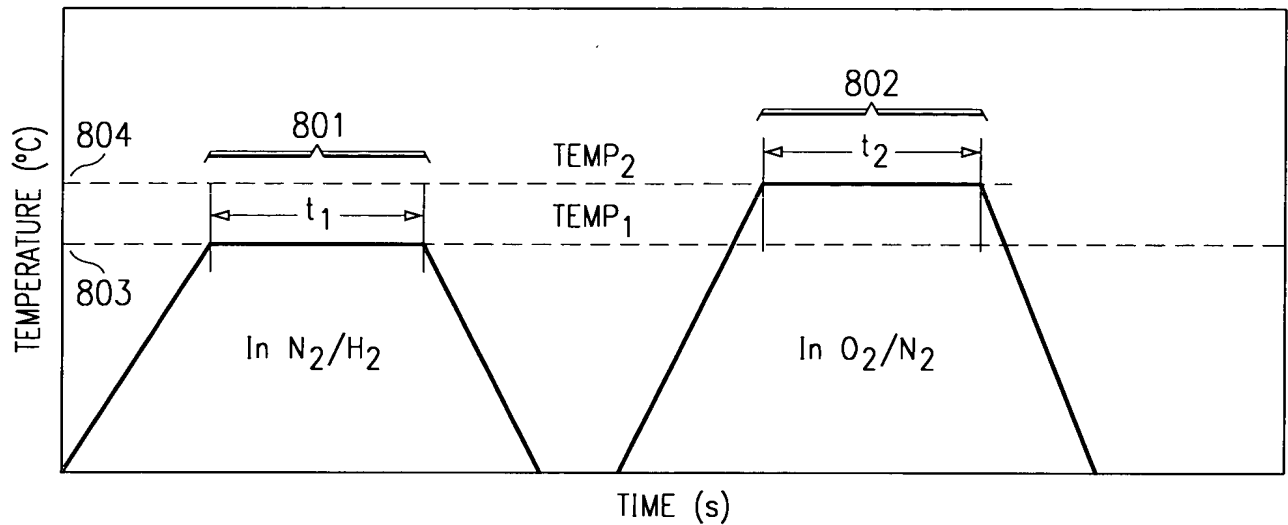 802
801
804
TEMP₂
t₂
t₁
TEMP₁
803
In N₂/H₂
In O₂/N₂
TEMPERATURE (°C)
TIME (s)